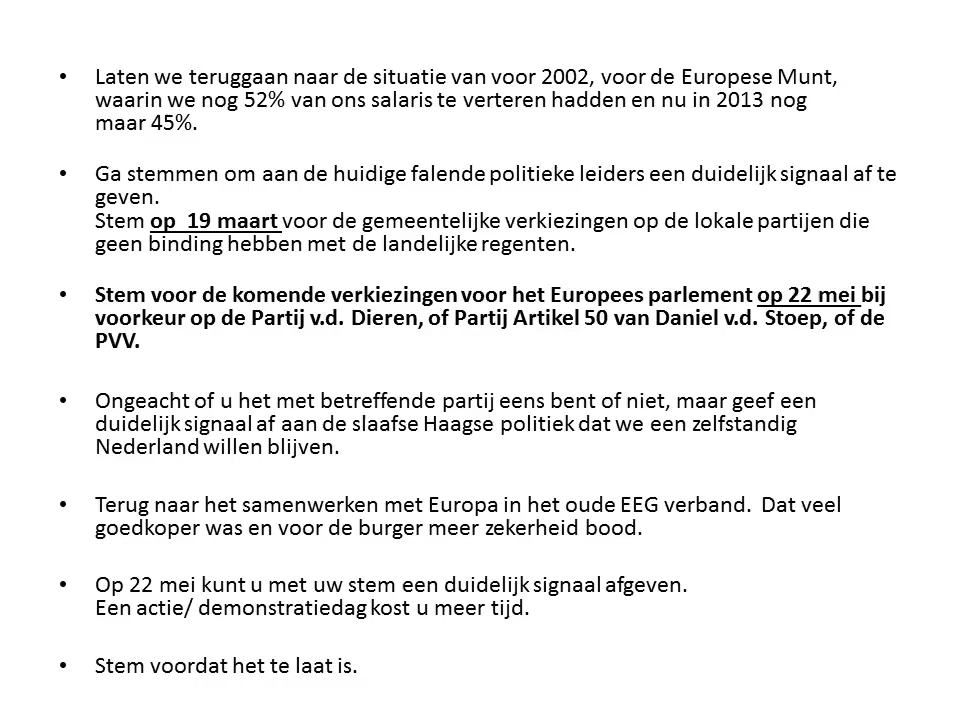 • Laten we teruggaan naar de situatie van voor 2002, voor de Europese Munt,
waarin we nog 52% van ons salaris te verteren hadden en nu in 2013 nog
maar 45%.
• Ga stemmen om aan de huidige falende politieke leiders een duidelijk signaal af te
geven.
Stem op  19 maart voor de gemeentelijke verkiezingen op de lokale partijen die
geen binding hebben met de landelijke regenten.
• Stem voor de komende verkiezingen voor het Europees parlement op 22 mei bij
voorkeur op de Partij v.d. Dieren, of Partij Artikel 50 van Daniel v.d. Stoep, of de
PVV.
• Ongeacht of u het met betreffende partij eens bent of niet, maar geef een
duidelijk signaal af aan de slaafse Haagse politiek dat we een zelfstandig
Nederland willen blijven.
• Terug naar het samenwerken met Europa in het oude EEG verband.  Dat veel
goedkoper was en voor de burger meer zekerheid bood.
• Op 22 mei kunt u met uw stem een duidelijk signaal afgeven.
Een actie/ demonstratiedag kost u meer tijd.
• Stem voordat het te laat is.